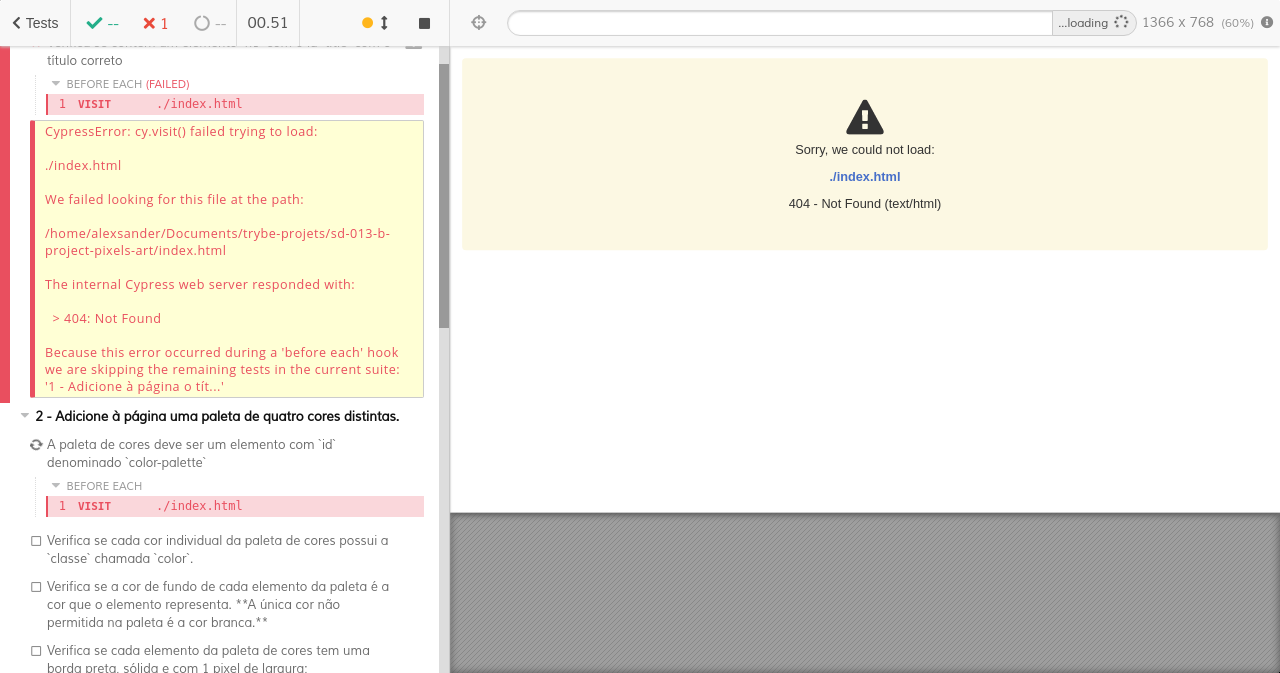 Tests
--
1
--
00.51
...loading
1366 x 768 (60%)
título correto
BEFORE EACH (FAILED)
1 VISIT ./index.html
CypressError: cy.visit() failed trying to load:
./index.html
We failed looking for this file at the path:
/home/alexsander/Documents/trybe-projets/sd-013-b-
project-pixels-art/index.html
The internal Cypress web server responded with:
> 404: Not Found
Because this error occurred during a 'before each' hook
we are skipping the remaining tests in the current suite:
'1 - Adicione à página o tít...'
2 - Adicione à página uma paleta de quatro cores distintas.
A paleta de cores deve ser um elemento com `id`
denominado `color-palette`
BEFORE EACH
1 VISIT ./index.html
Verifica se cada cor individual da paleta de cores possui a
`classe` chamada `color`.
Verifica se a cor de fundo de cada elemento da paleta é a
cor que o elemento representa. **A única cor não
permitida na paleta é a cor branca.**
Verifica se cada elemento da paleta de cores tem uma
borda preta, sólida e com 1 pixel de largura;
Sorry, we could not load:
./index.html
404 - Not Found (text/html)